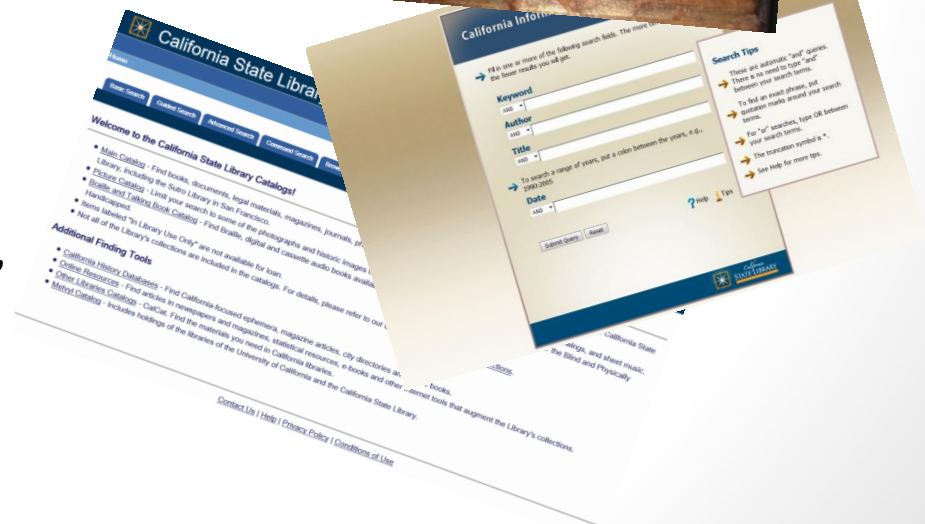 California State Librar
Home
Basic Search
Guided Search
Advanced Search
Command Search
Welcome to the California State Library Catalogs!
Main Catalog - Find books, documents, legal materials, magazines, journals,
Library, including the Sutro Library in San Francisco.
Picture Catalog - Limit your search to some of the photographs and historic images
Braille and Talking Book Catalog - Find Braille, digital and cassette audio books
Handicapped.
Items labeled "In Library Use Only" are not available for loan.
Not all of the Library's collections are included in the catalogs. For details, please refer to our
Additional Finding Tools
California History Databases - Find California-focused ephemera, magazine articles, city directories
books.
Online Resources - Find articles in newspapers and magazines, statistical resources, e-books and other internet tools that augment the Library's collections.
Other Libraries Catalogs - CalCat. Find the materials you need in California libraries.
Melvyl Catalog - Includes holdings of the libraries of the University of California and the California State Library.
Contact Us | Help | Privacy Policy | Conditions of Use
California State
and sheet music.
the Blind and Physically
California Inform
Fill in one or more of the following search fields. The more
the fewer results you will get.
Keyword
AND
Author
AND
Title
AND
To search a range of years, put a colon between the years, e.g.,
1990:2005
Date
AND
Submit Query Reset
Help Tips
Search Tips
These are automatic "and" queries.
There is no need to type "and"
between your search terms.
To find an exact phrase, put
quotation marks around your search
terms.
For "or" searches, type OR between
your search terms.
The truncation symbol is *.
See Help for more tips.
California
STATE LIBRARY